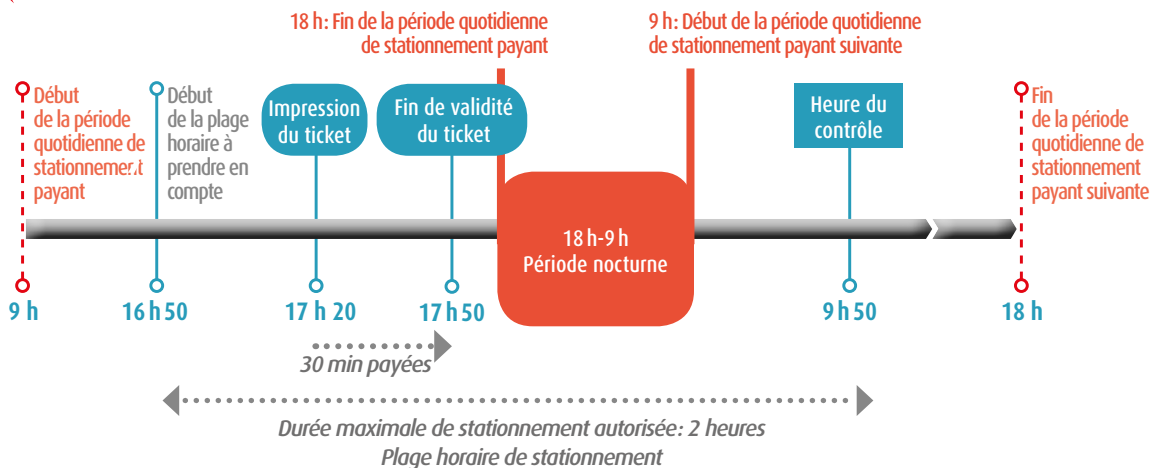 18 h : Fin de la période quotidienne
de stationnement payant
9 h : Début de la période quotidienne
de stationnement payant suivante
Début
de la période
quotidienne de
stationnement
payant
Début
de la plage
horaire à
prendre en
compte
Impression
du ticket
Fin de validité
du ticket
Heure du
contrôle
Fin
de la période
quotidienne de
stationnement
payant suivante
18 h-9 h
Période nocturne
9 h
16 h 50
17 h 20
17 h 50
9 h 50
18 h
30 min payées
Durée maximale de stationnement autorisée : 2 heures
Plage horaire de stationnement